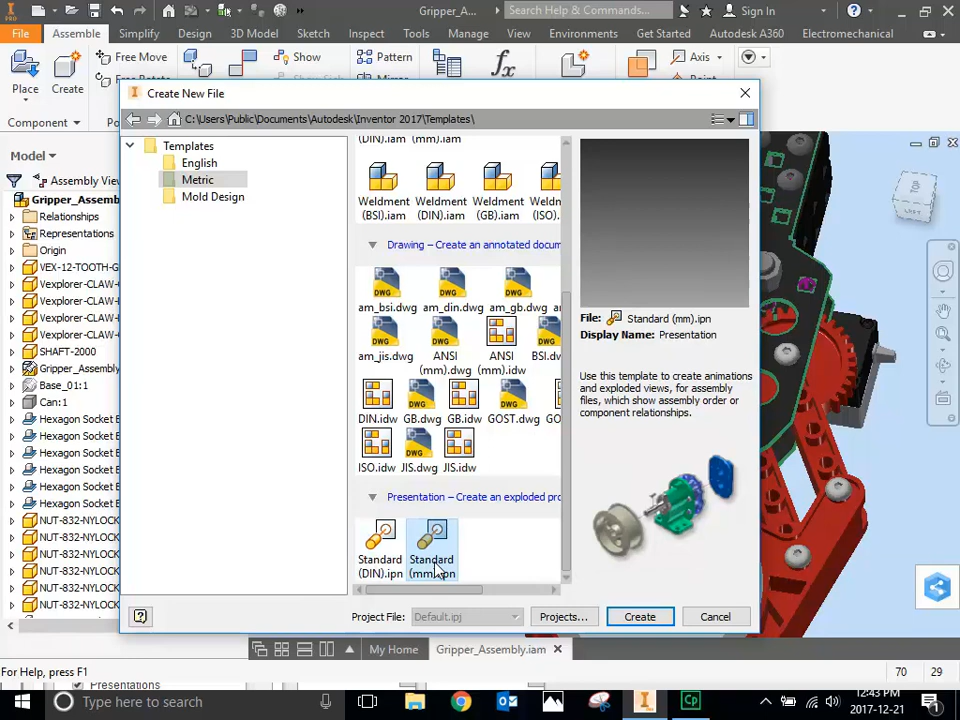 Gripper_A...
Search Help & Commands...
Sign In
PRO
File
Assemble
Simplify
Design
3D Model
Sketch
Inspect
Tools
Manage
View
Environments
Get Started
Autodesk A360
Electromechanical
Place
Create
Free Move
Show
Pattern
Mirror
Axis
Point
Component
Create New File
C:\Users\Public\Documents\Autodesk\Inventor 2017\Templates\
Model
Assembly View
Gripper_Assemb
Relationships
Representations
Origin
VEX-12-TOOTH-G
Vexplorer-CLAW-
Vexplorer-CLAW-
Vexplorer-CLAW-
Vexplorer-CLAW-
SHAFT-2000
Gripper_Assembly
Base_01:1
Can:1
Hexagon Socket
Hexagon Socket
Hexagon Socket
Hexagon Socket
Hexagon Socket
Hexagon Socket
NUT-832-NYLOCK
NUT-832-NYLOCK
NUT-832-NYLOCK
NUT-832-NYLOCK
NUT-832-NYLOCK
NUT-832-NYLOCK
Templates
English
Metric
Mold Design
(DIN).iam
(mm).iam
Weldment (BSI).iam
Weldment (DIN).iam
Weldment (GB).iam
Weldment (ISO).iam
Drawing – Create an annotated docum
am_bsi.dwg
am_din.dwg
am_gb.dwg
am_jis.dwg
ANSI (mm).dwg
ANSI (mm).idw
BSI.d
DIN.idw
GB.dwg
GB.idw
GOST.dwg
GO
ISO.idw
JIS.dwg
JIS.idw
Presentation – Create an exploded pro
Standard (DIN).ipn
Standard (mm).ipn
File: Standard (mm).ipn
Display Name: Presentation
Use this template to create animations
and exploded views, for assembly
files, which show assembly order or
component relationships.
TOP
LEFT
Project File:
Default.ipj
Projects...
Create
Cancel
My Home
Gripper_Assembly.iam
For Help, press F1
70
29
Presentations
Type here to search
12:43 PM
2017-12-21